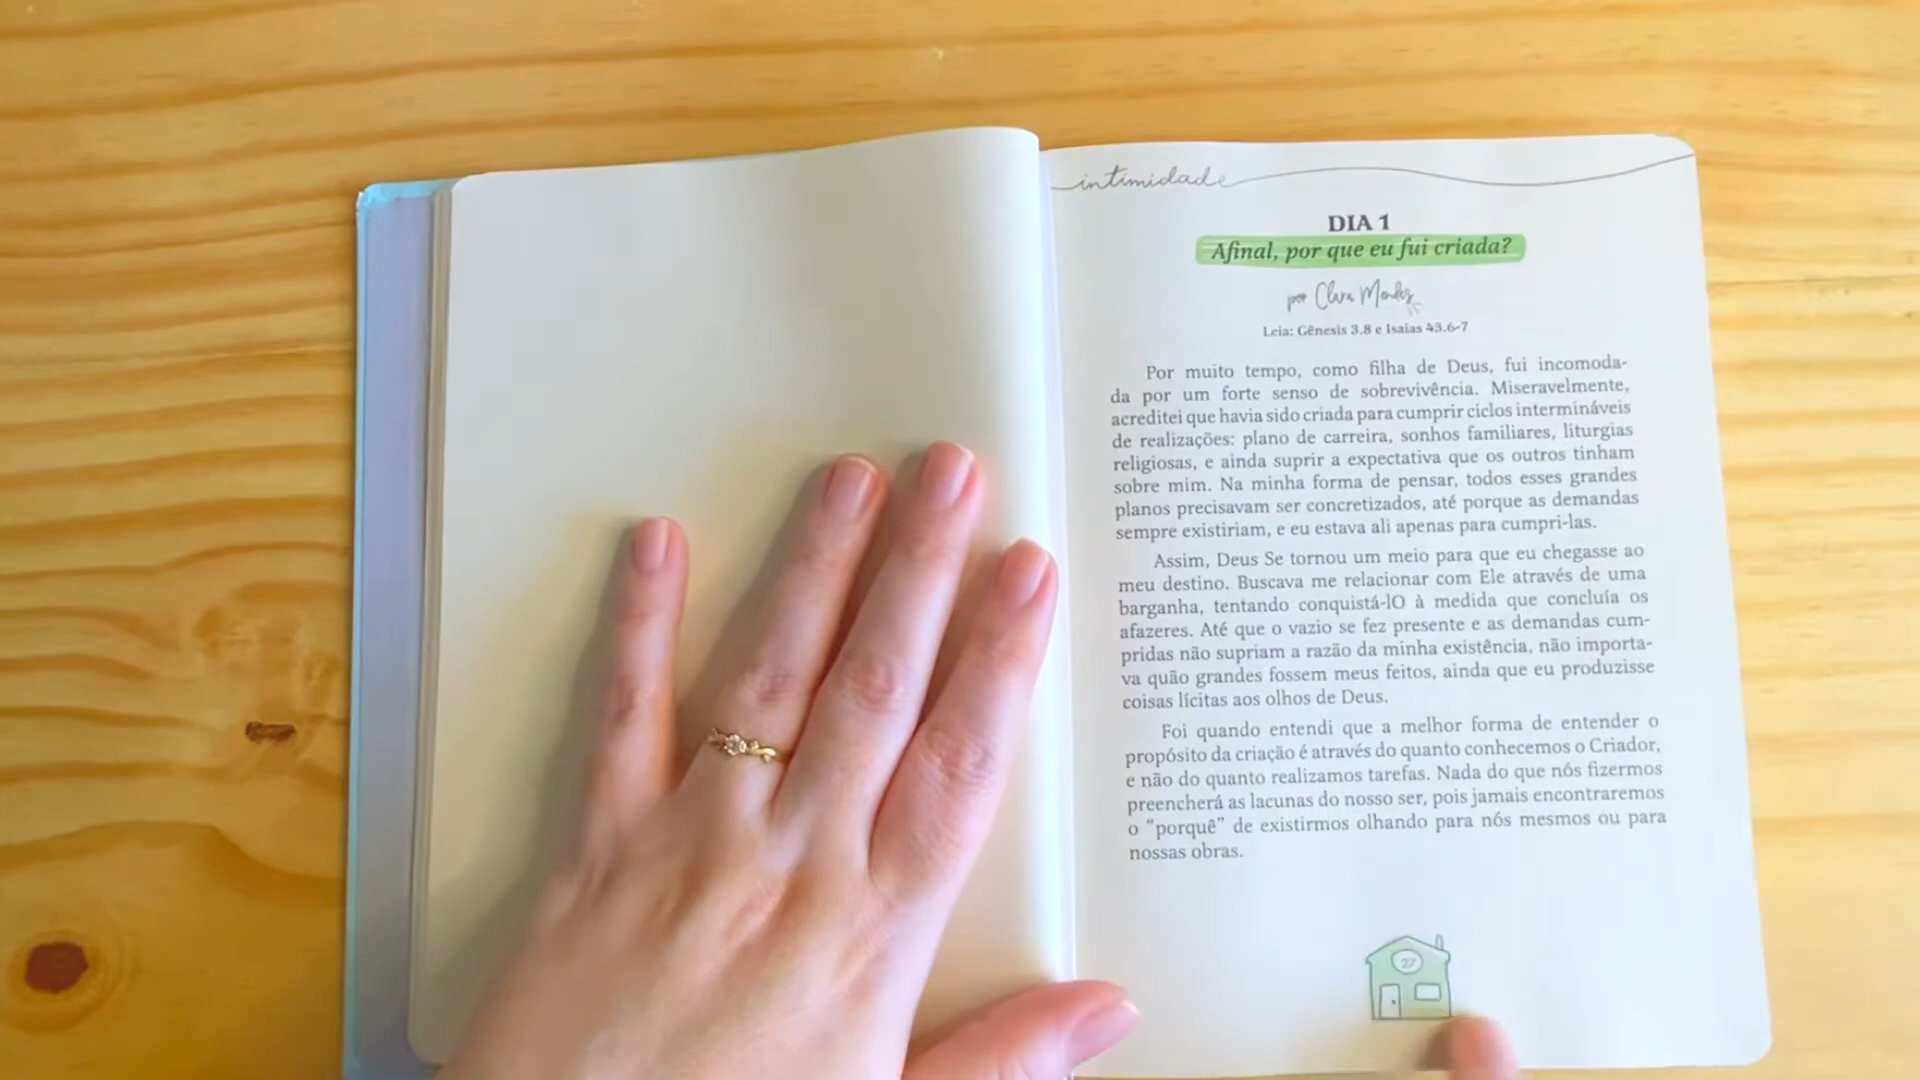 intimidade
DIA 1
Afinal, por que eu fui criada?
por Clara Mendes
Leia: Gênesis 3.8 e Isaías 43.6-7
Por muito tempo, como filha de Deus, fui incomoda-
da por um forte senso de sobrevivência. Miseravelmente,
acreditei que havia sido criada para cumprir ciclos intermináveis
de realizações: plano de carreira, sonhos familiares, liturgias
religiosas, e ainda suprir a expectativa que os outros tinham
sobre mim. Na minha forma de pensar, todos esses grandes
planos precisavam ser concretizados, até porque as demandas
sempre existiriam, e eu estava ali apenas para cumpri-las.
Assim, Deus Se tornou um meio para que eu chegasse ao
meu destino. Buscava me relacionar com Ele através de uma
barganha, tentando conquistá-lO à medida que concluía os
afazeres. Até que o vazio se fez presente e as demandas cum-
pridas não supriam a razão da minha existência, não importa-
va quão grandes fossem meus feitos, ainda que eu produzisse
coisas lícitas aos olhos de Deus.
Foi quando entendi que a melhor forma de entender o
propósito da criação é através do quanto conhecemos o Criador,
e não do quanto realizamos tarefas. Nada do que nós fizermos
preencherá as lacunas do nosso ser, pois jamais encontraremos
o "porquê" de existirmos olhando para nós mesmos ou para
nossas obras.
27